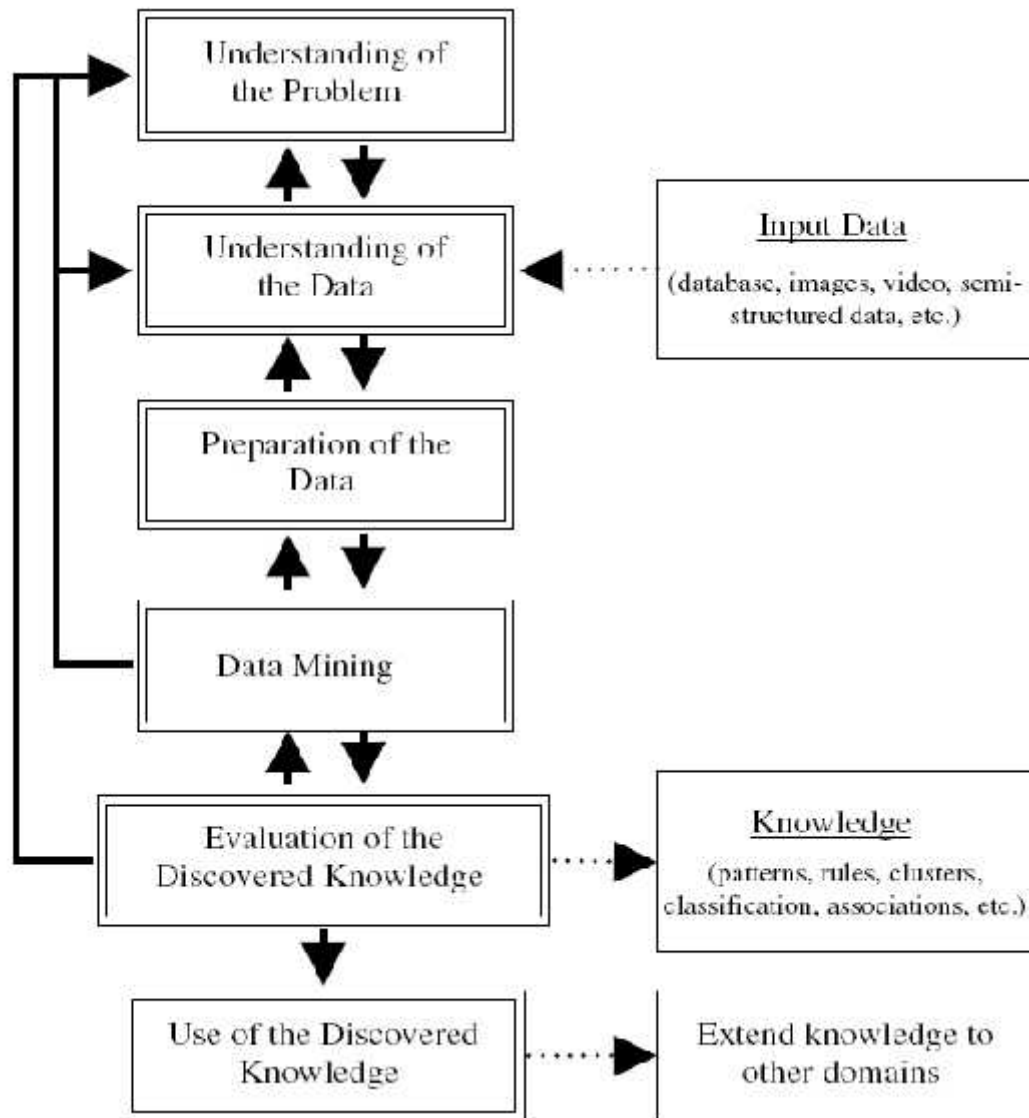 Understanding of
the Problem
Understanding of
the Data
Input Data
(database, images, video, semi-
structured data, etc.)
Preparation of the
Data
Data Mining
Evaluation of the
Discovered Knowledge
Knowledge
(patterns, rules, clusters,
classification, associations, etc.)
Use of the Discovered
Knowledge
Extend knowledge to
other domains